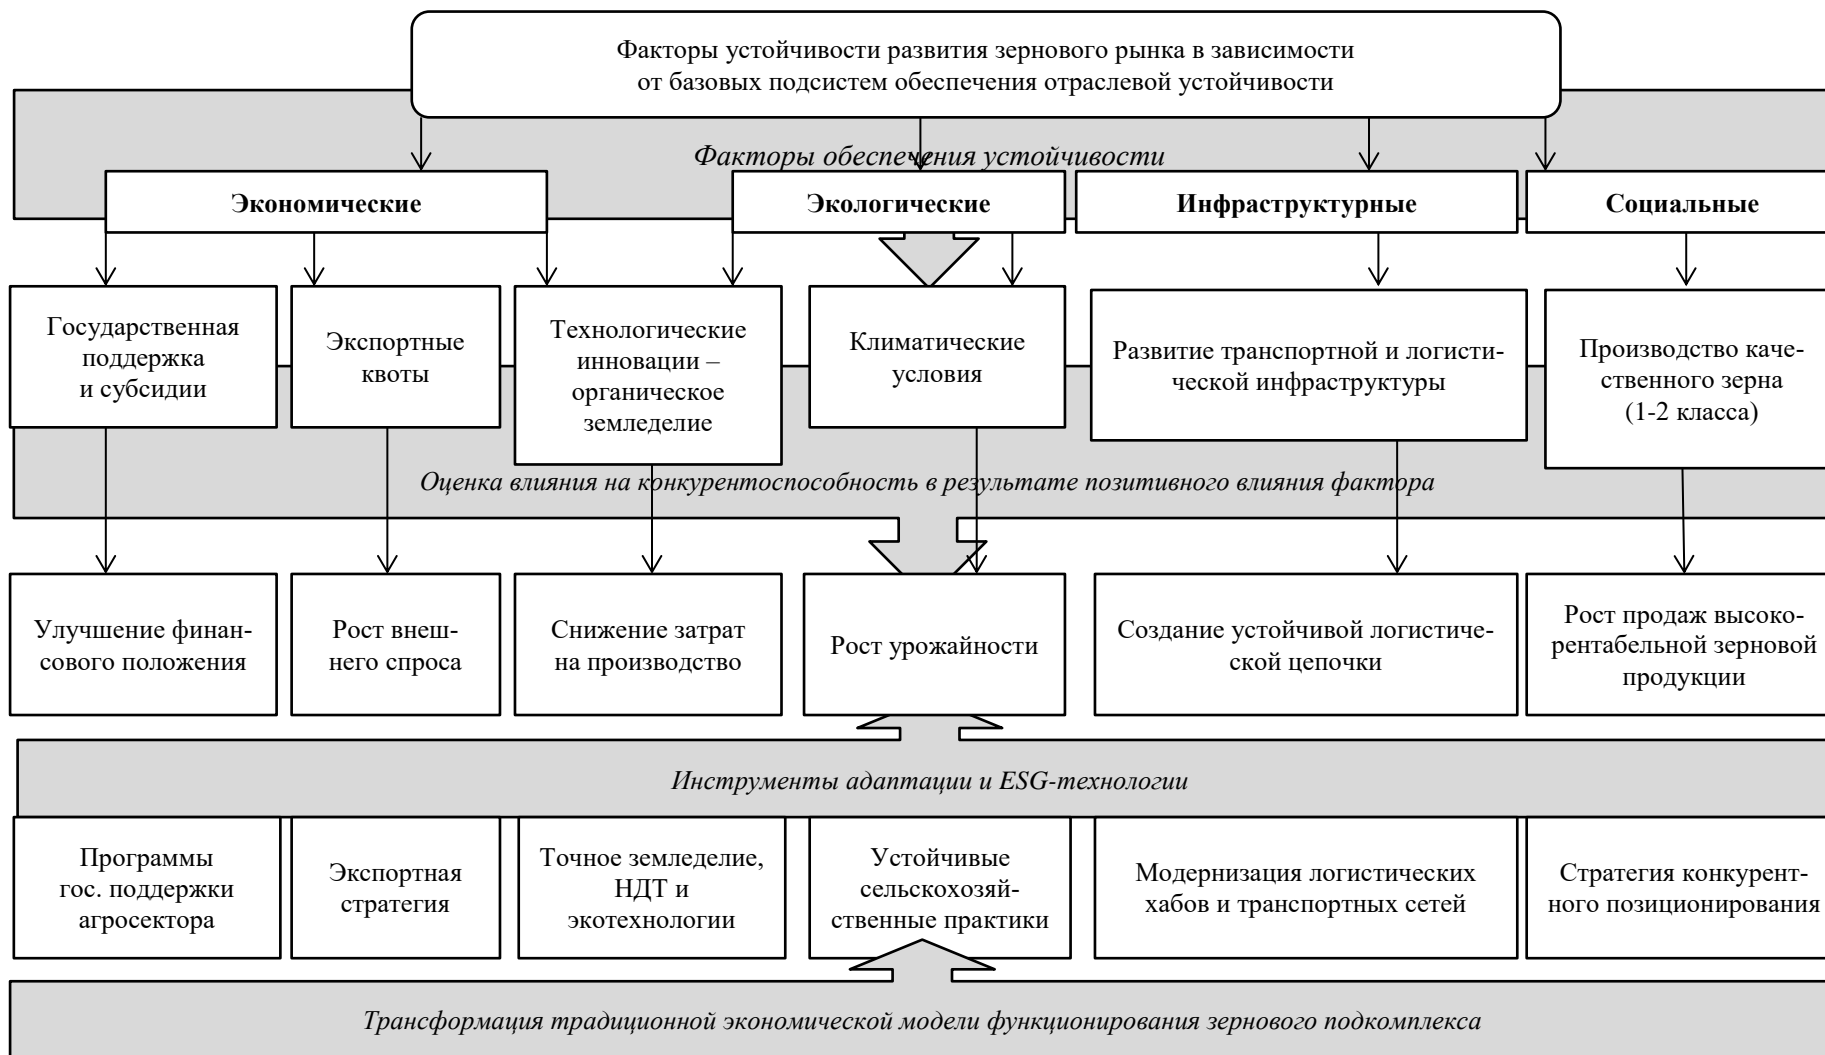 Факторы устойчивости развития зернового рынка в зависимости
от базовых подсистем обеспечения отраслевой устойчивости
Факторы обеспечения устойчивости
Экономические
Экологические
Инфраструктурные
Социальные
Государственная
поддержка
и субсидии
Экспортные
квоты
Технологические
инновации –
органическое
земледелие
Климатические
условия
Развитие транспортной и логисти-
ческой инфраструктуры
Производство каче-
ственного зерна
(1-2 класса)
Оценка влияния на конкурентоспособность в результате позитивного влияния фактора
Улучшение финан-
сового положения
Рост внеш-
него спроса
Снижение затрат
на производство
Рост урожайности
Создание устойчивой логистиче-
ской цепочки
Рост продаж высоко-
рентабельной зерновой
продукции
Инструменты адаптации и ESG-технологии
Программы
гос. поддержки
агросектора
Экспортная
стратегия
Точное земледелие,
НДТ и
экотехнологии
Устойчивые
сельскохозяй-
ственные практики
Модернизация логистических
хабов и транспортных сетей
Стратегия конкурент-
ного позиционирования
Трансформация традиционной экономической модели функционирования зернового подкомплекса